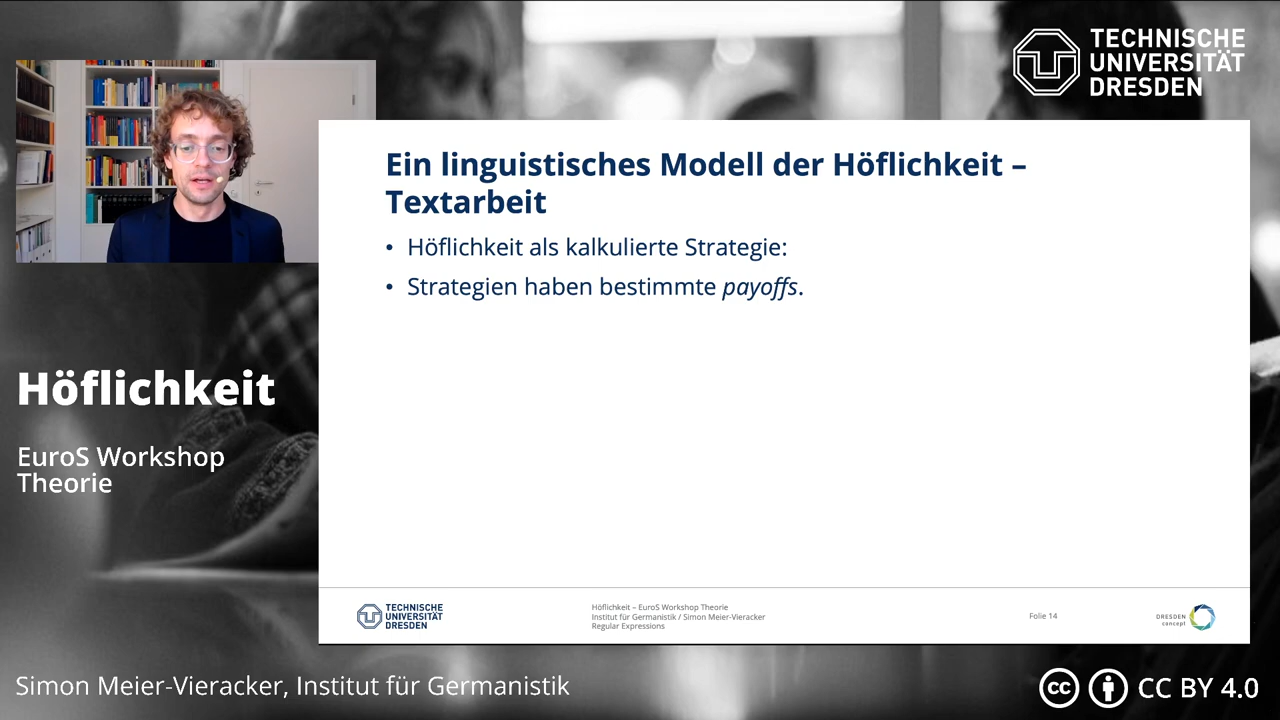 TECHNISCHE
UNIVERSITÄT
DRESDEN
Ein linguistisches Modell der Höflichkeit –
Textarbeit
• Höflichkeit als kalkulierte Strategie:
• Strategien haben bestimmte payoffs.
Höflichkeit
EuroS Workshop
Theorie
TECHNISCHE
UNIVERSITÄT
DRESDEN
Höflichkeit – EuroS Workshop Theorie
Institut für Germanistik / Simon Meier-Vieracker
Regular Expressions
Folie 14
DRESDEN
concept
Simon Meier-Vieracker, Institut für Germanistik
cc
CC BY 4.0